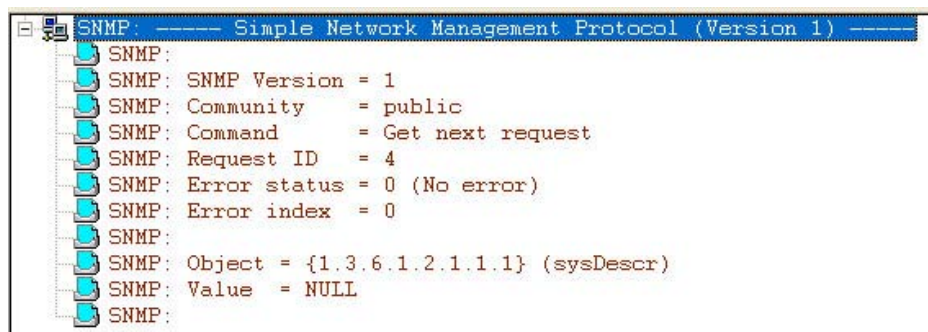 SNMP: ----- Simple Network Management Protocol (Version 1) -----
SNMP:
SNMP: SNMP Version = 1
SNMP: Community    = public
SNMP: Command      = Get next request
SNMP: Request ID   = 4
SNMP: Error status = 0 (No error)
SNMP: Error index  = 0
SNMP:
SNMP: Object = {1.3.6.1.2.1.1.1} (sysDescr)
SNMP: Value  = NULL
SNMP: